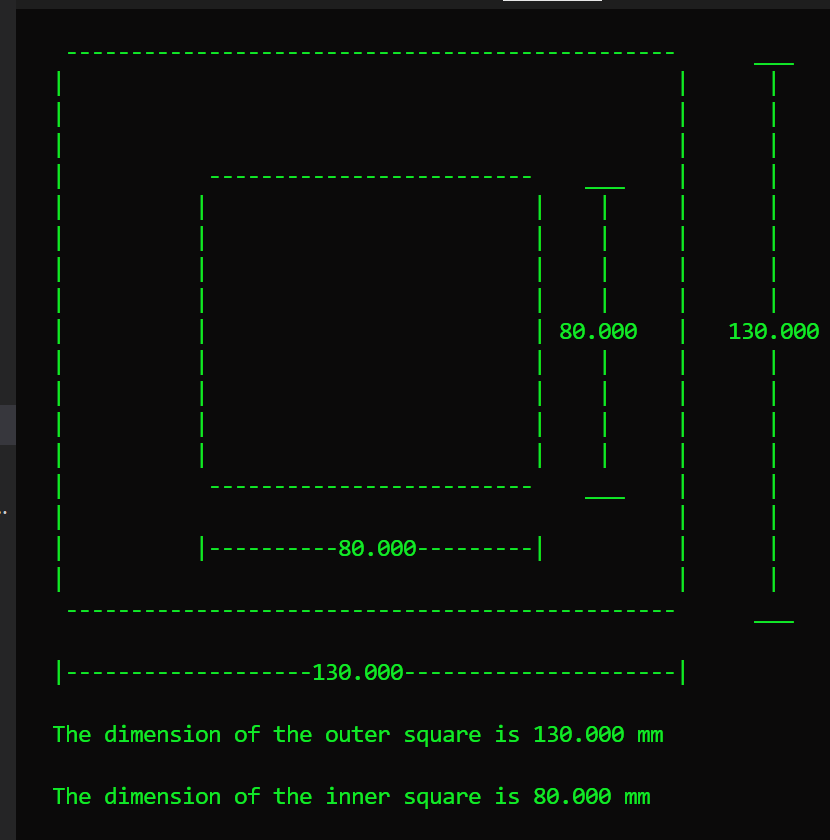 80.000
130.000
80.000
130.000
The dimension of the outer square is 130.000 mm
The dimension of the inner square is 80.000 mm